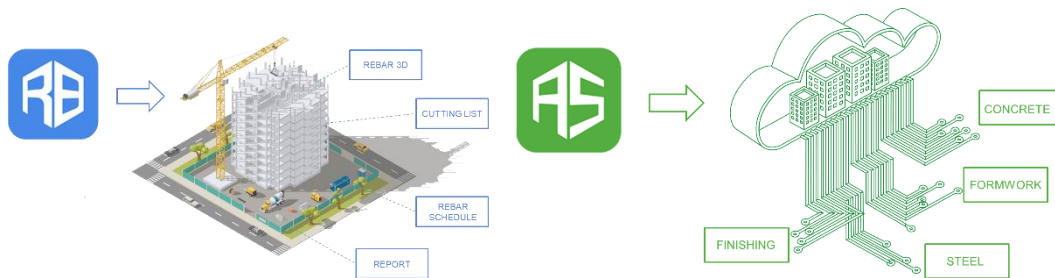 RB
REBAR 3D
CUTTING LIST
REBAR
SCHEDULE
REPORT
AS
CONCRETE
FORMWORK
FINISHING
STEEL